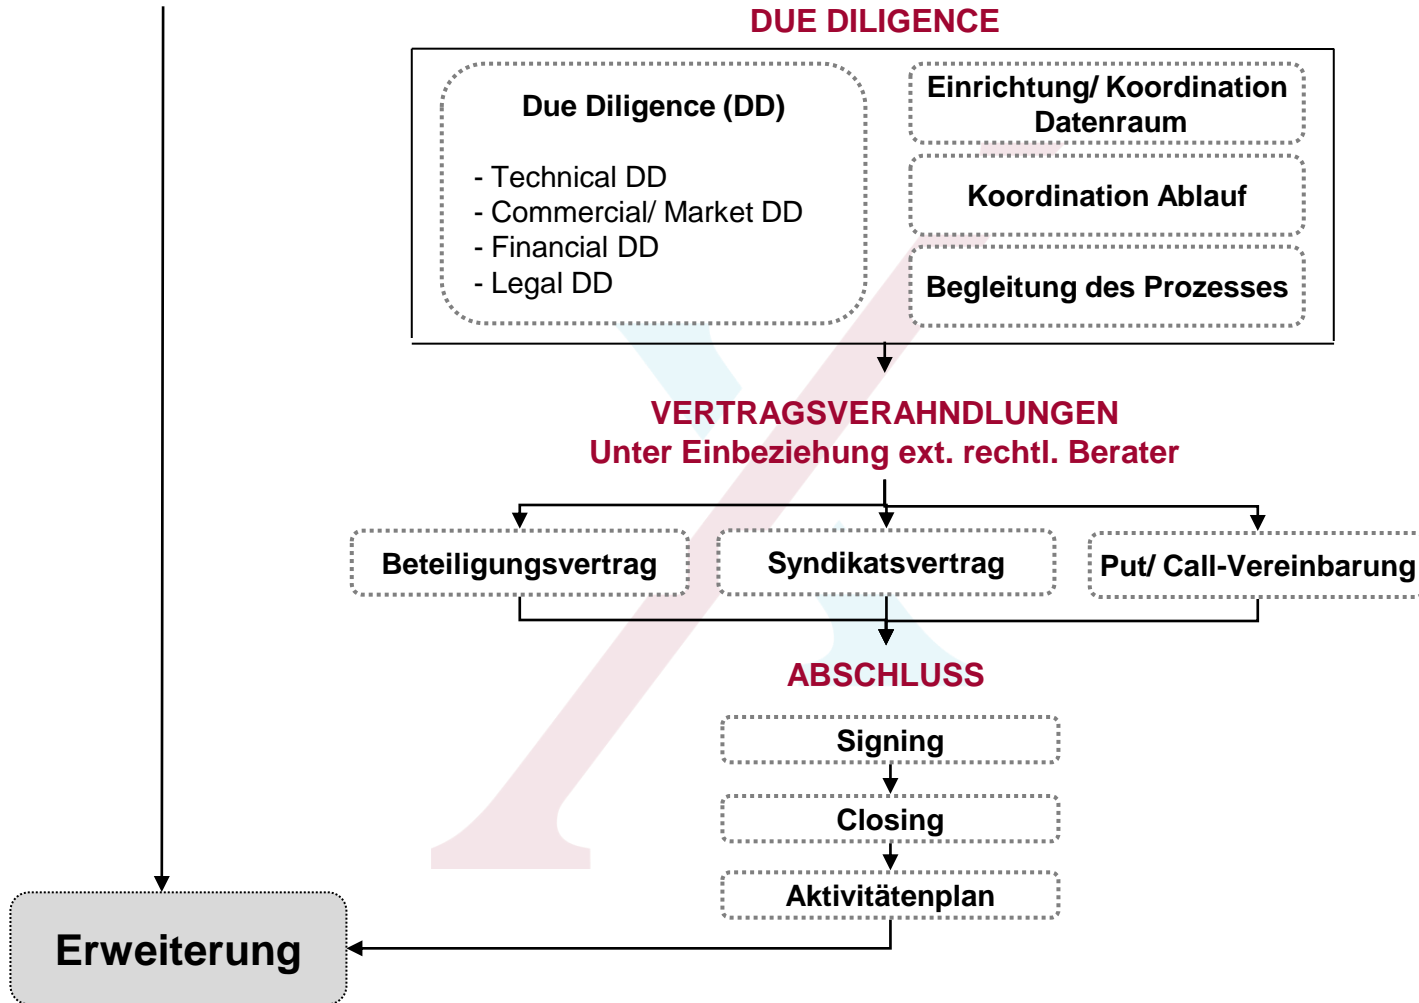 DUE DILIGENCE
Due Diligence (DD)
- Technical DD
- Commercial/ Market DD
- Financial DD
- Legal DD
Einrichtung/ Koordination
Datenraum
Koordination Ablauf
Begleitung des Prozesses
VERTRAGSVERAHNDLUNGEN
Unter Einbeziehung ext. rechtl. Berater
Beteiligungsvertrag
Syndikatsvertrag
Put/ Call-Vereinbarung
ABSCHLUSS
Signing
Closing
Aktivitätenplan
Erweiterung